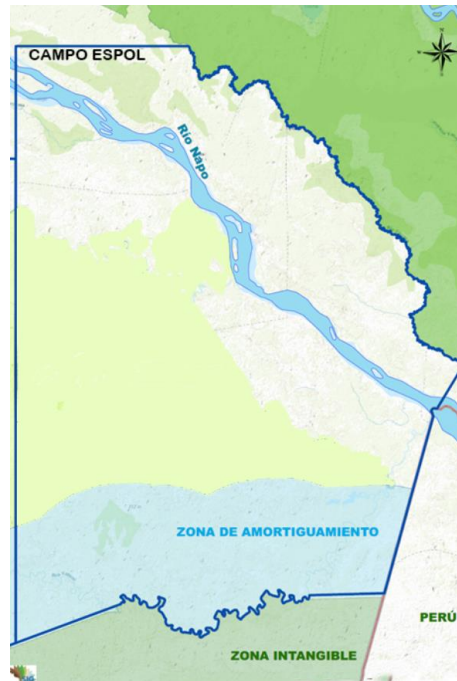 CAMPO ESPOL
N
Río Napo
ZONA DE AMORTIGUAMIENTO
PERÚ
ZONA INTANGIBLE